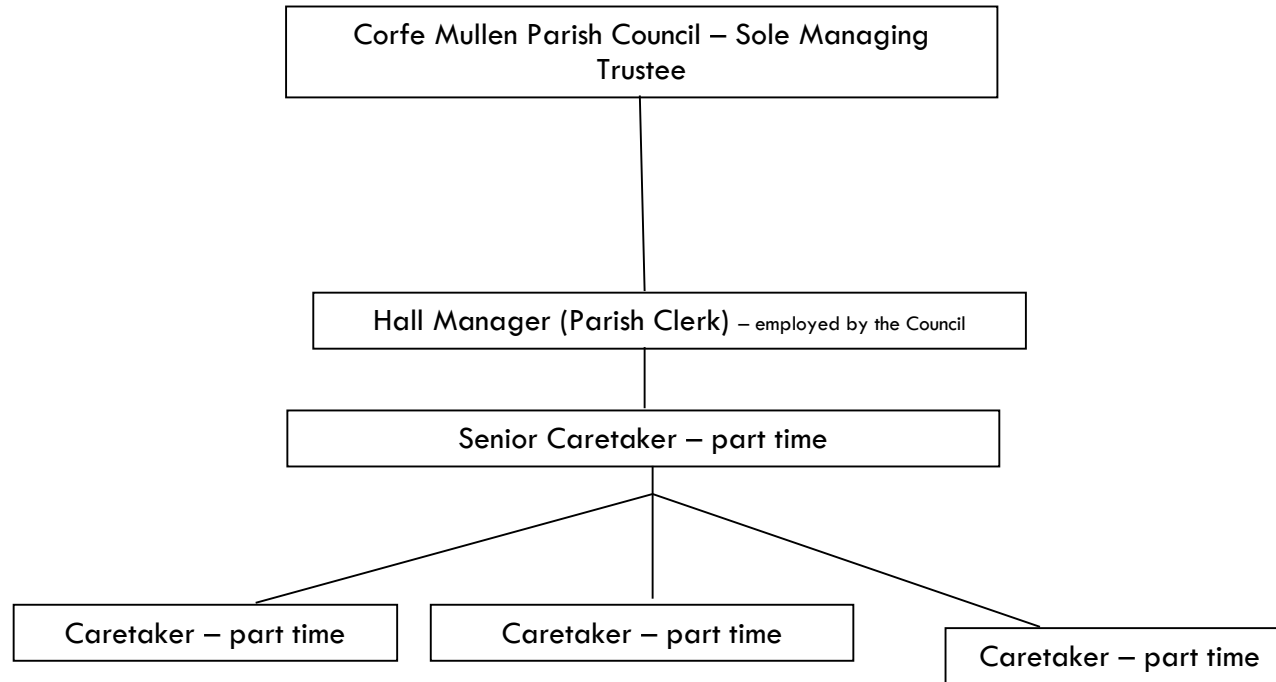 Corfe Mullen Parish Council – Sole Managing
Trustee
Hall Manager (Parish Clerk) – employed by the Council
Senior Caretaker – part time
Caretaker – part time
Caretaker – part time
Caretaker – part time